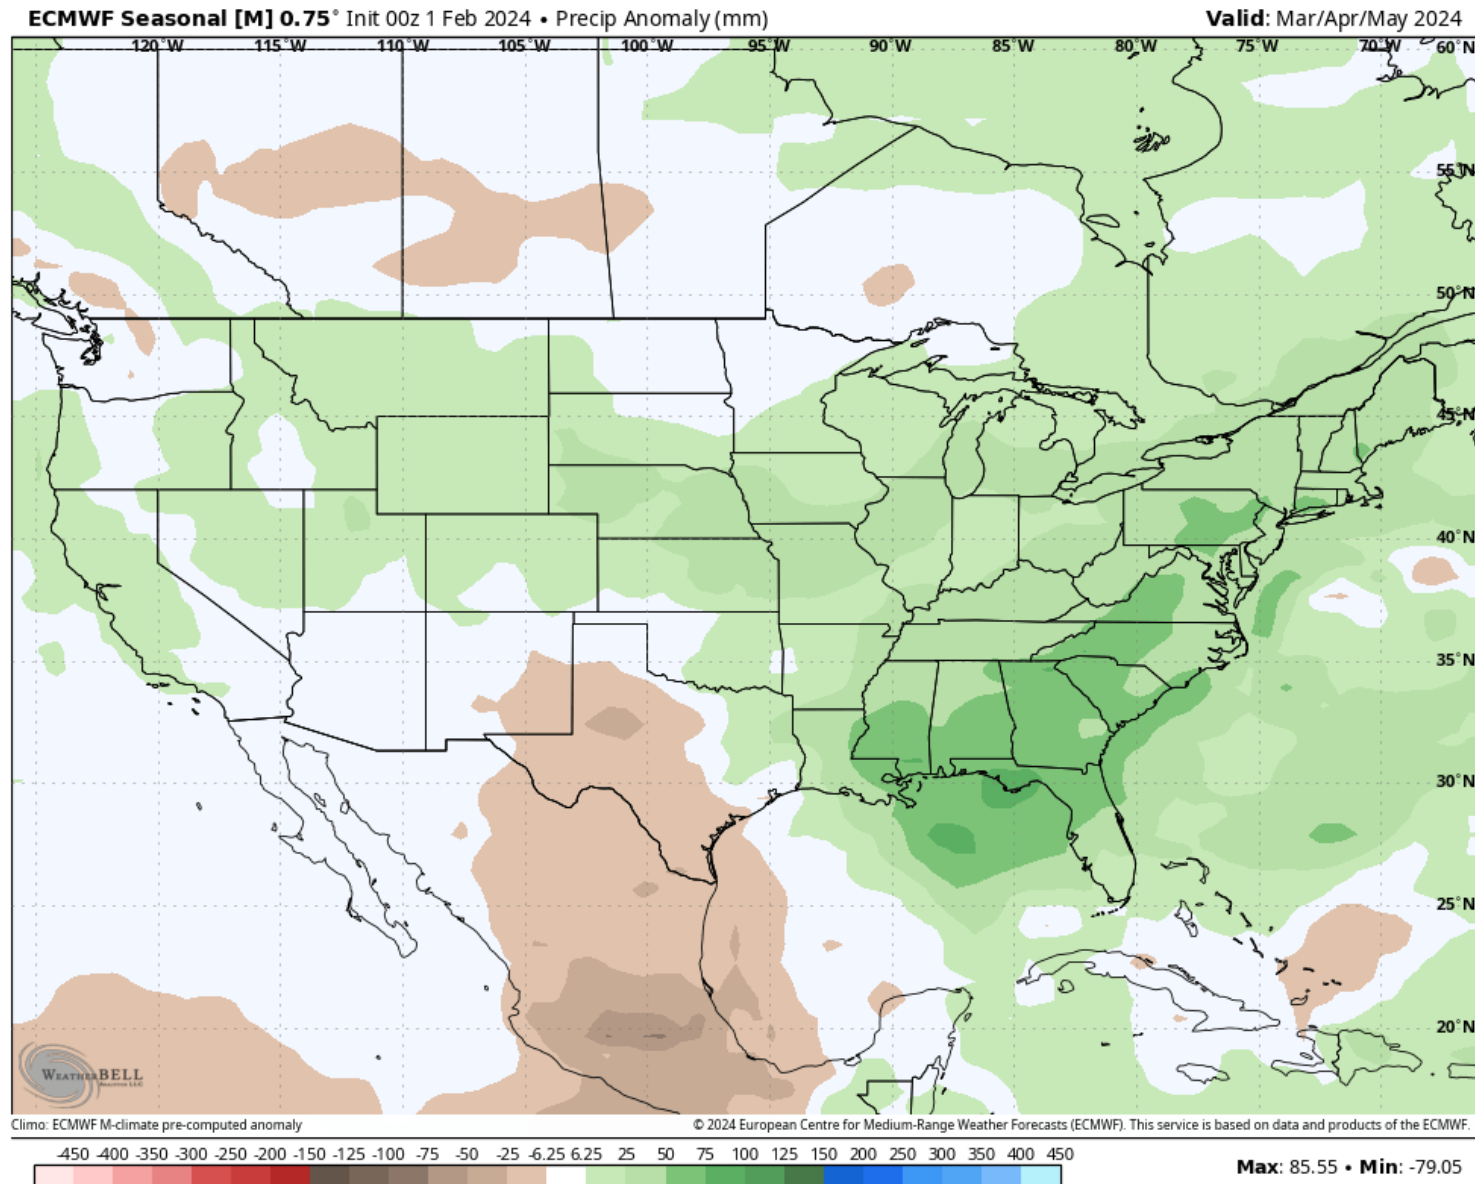 ECMWF Seasonal [M] 0.75° Init 00z 1 Feb 2024 • Precip Anomaly (mm) Valid: Mar/Apr/May 2024
120°W 115°W 110°W 105°W 100°W 95°W 90°W 85°W 80°W 75°W 70°W 60°N
55°N
50°N
45°N
40°N
35°N
30°N
25°N
20°N
WEATHERBELL
ANALYTICS LLC
Climo: ECMWF M-climate pre-computed anomaly © 2024 European Centre for Medium-Range Weather Forecasts (ECMWF). This service is based on data and products of the ECMWF.
-450 -400 -350 -300 -250 -200 -150 -125 -100 -75 -50 -25 -6.25 6.25 25 50 75 100 125 150 200 250 300 350 400 450
Max: 85.55 • Min: -79.05